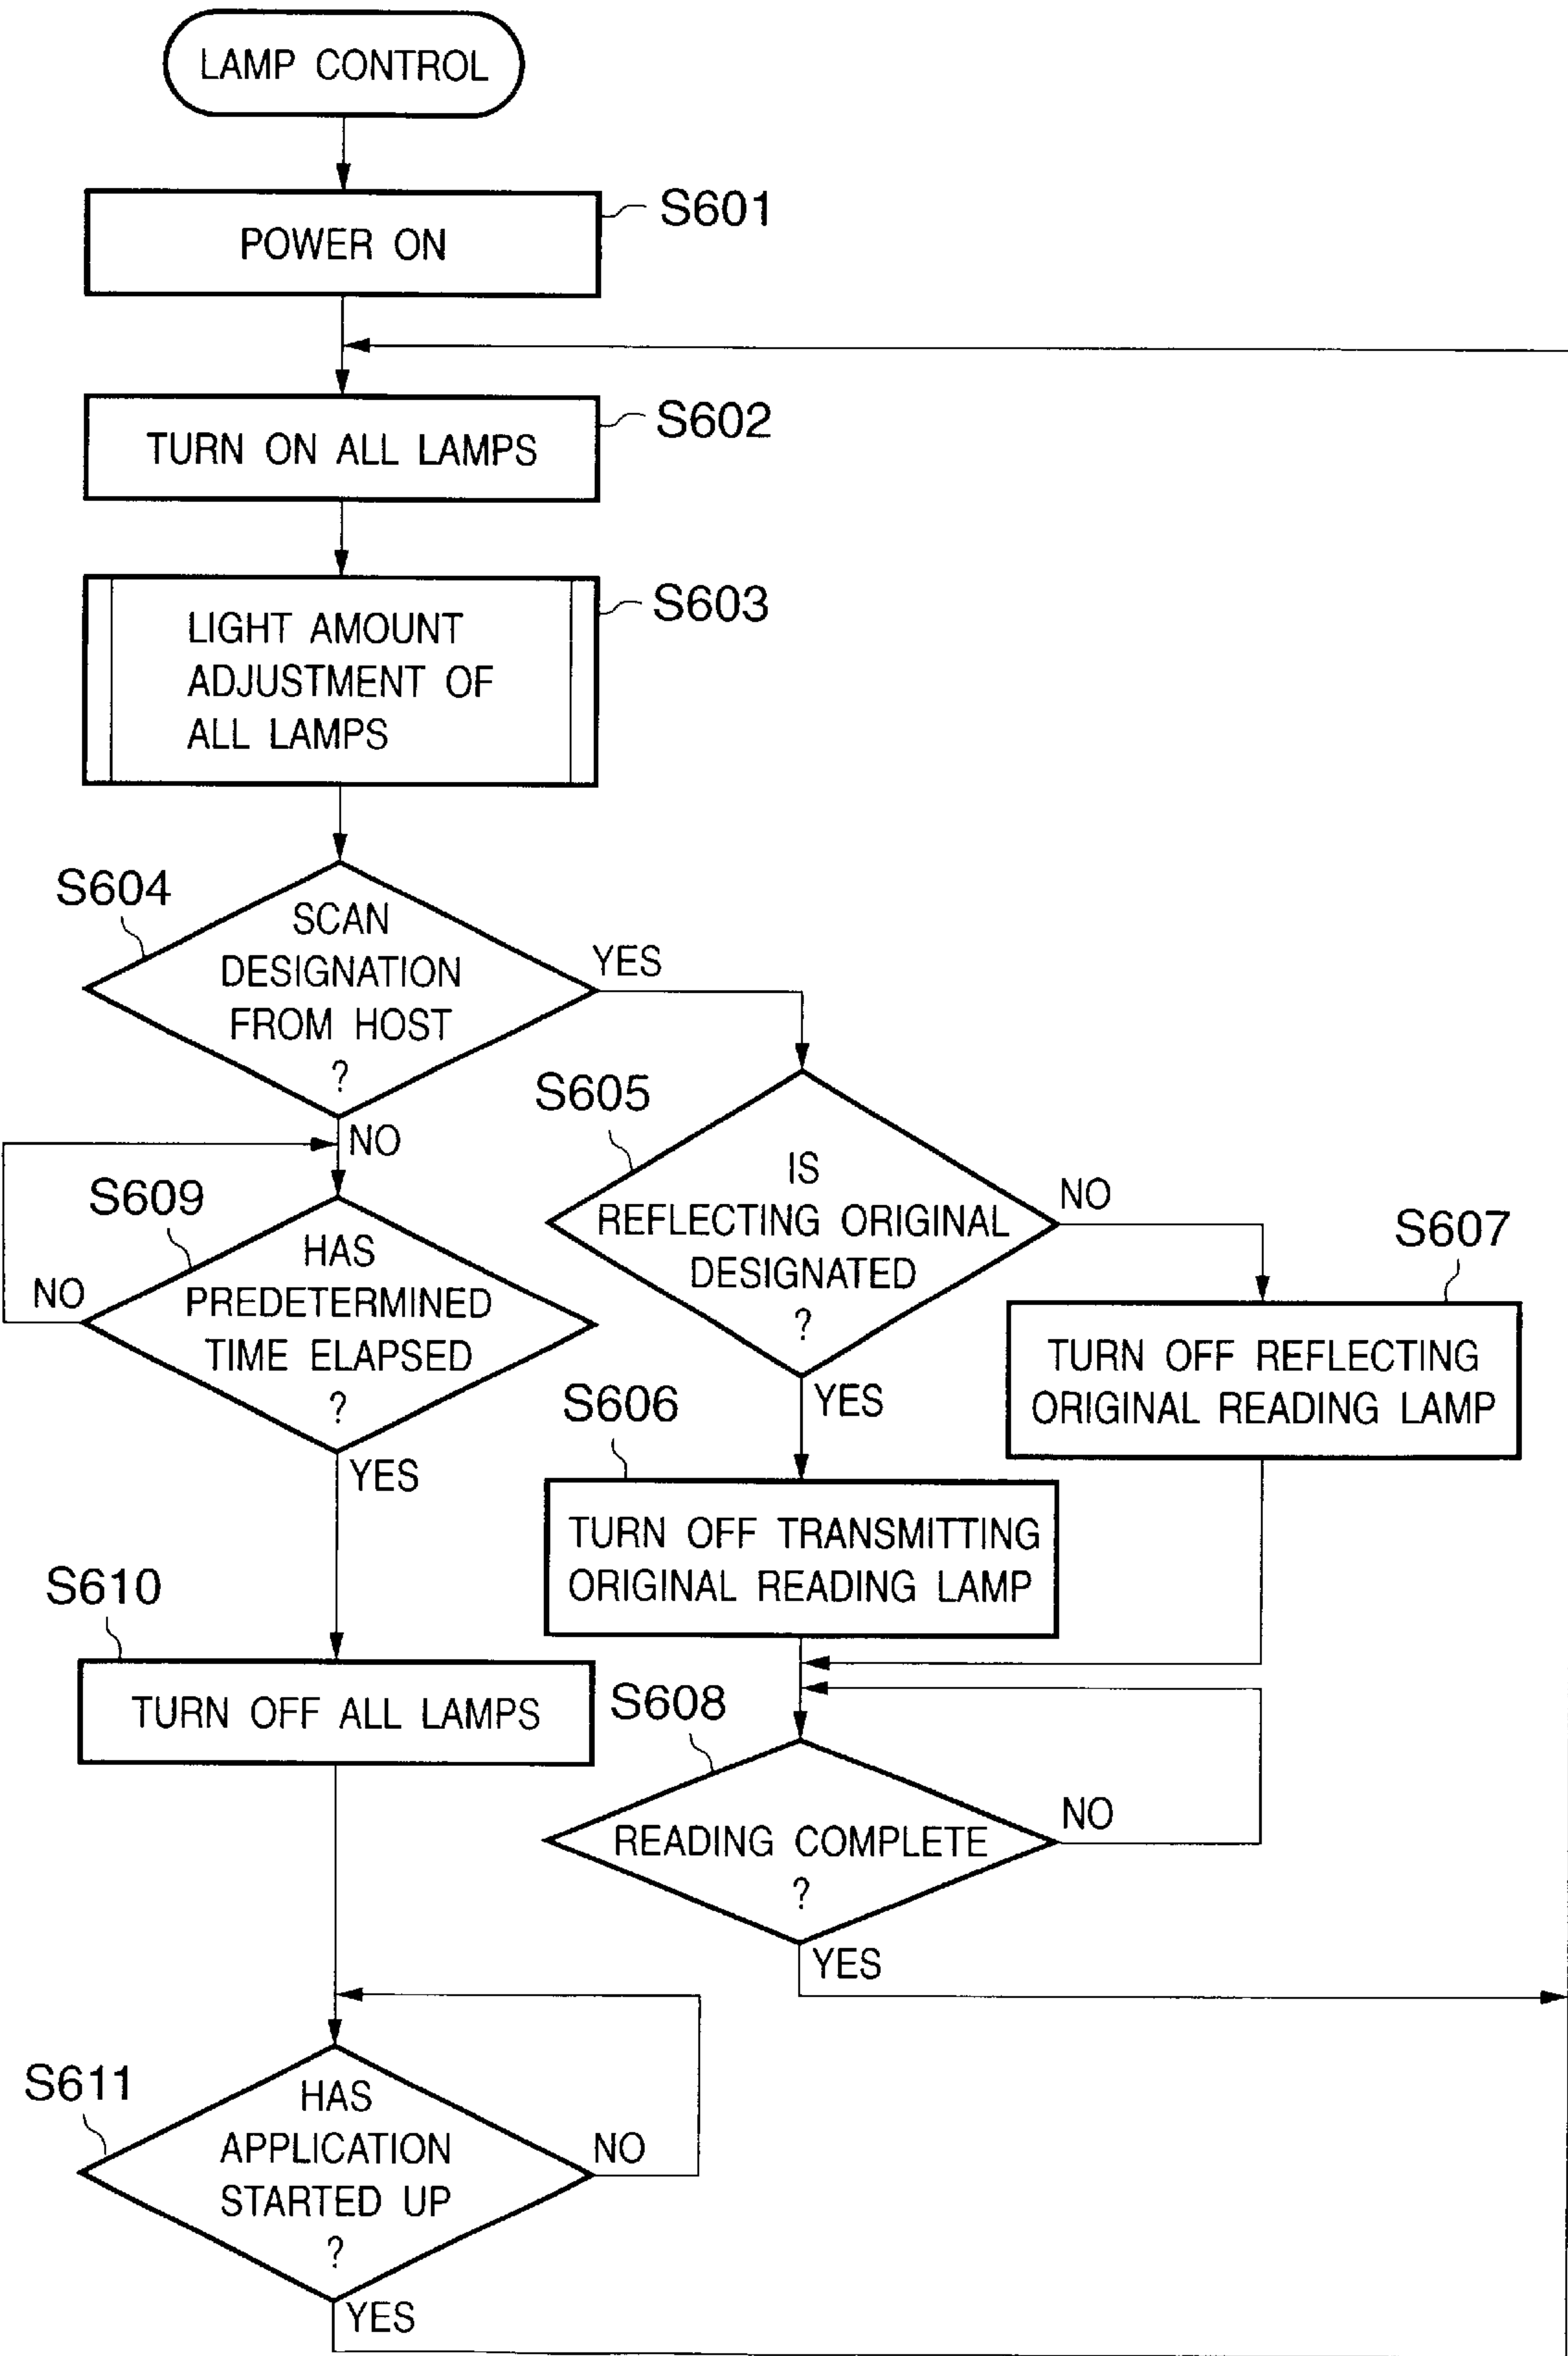 LAMP CONTROL
S601
POWER ON
S602
TURN ON ALL LAMPS
S603
LIGHT AMOUNT
ADJUSTMENT OF
ALL LAMPS
S604
SCAN
DESIGNATION
FROM HOST
?
YES
NO
S605
IS
REFLECTING ORIGINAL
DESIGNATED
?
NO
YES
S607
TURN OFF REFLECTING
ORIGINAL READING LAMP
S609
HAS
PREDETERMINED
TIME ELAPSED
?
NO
YES
S606
TURN OFF TRANSMITTING
ORIGINAL READING LAMP
S610
TURN OFF ALL LAMPS
S608
READING COMPLETE
?
NO
YES
S611
HAS
APPLICATION
STARTED UP
?
NO
YES